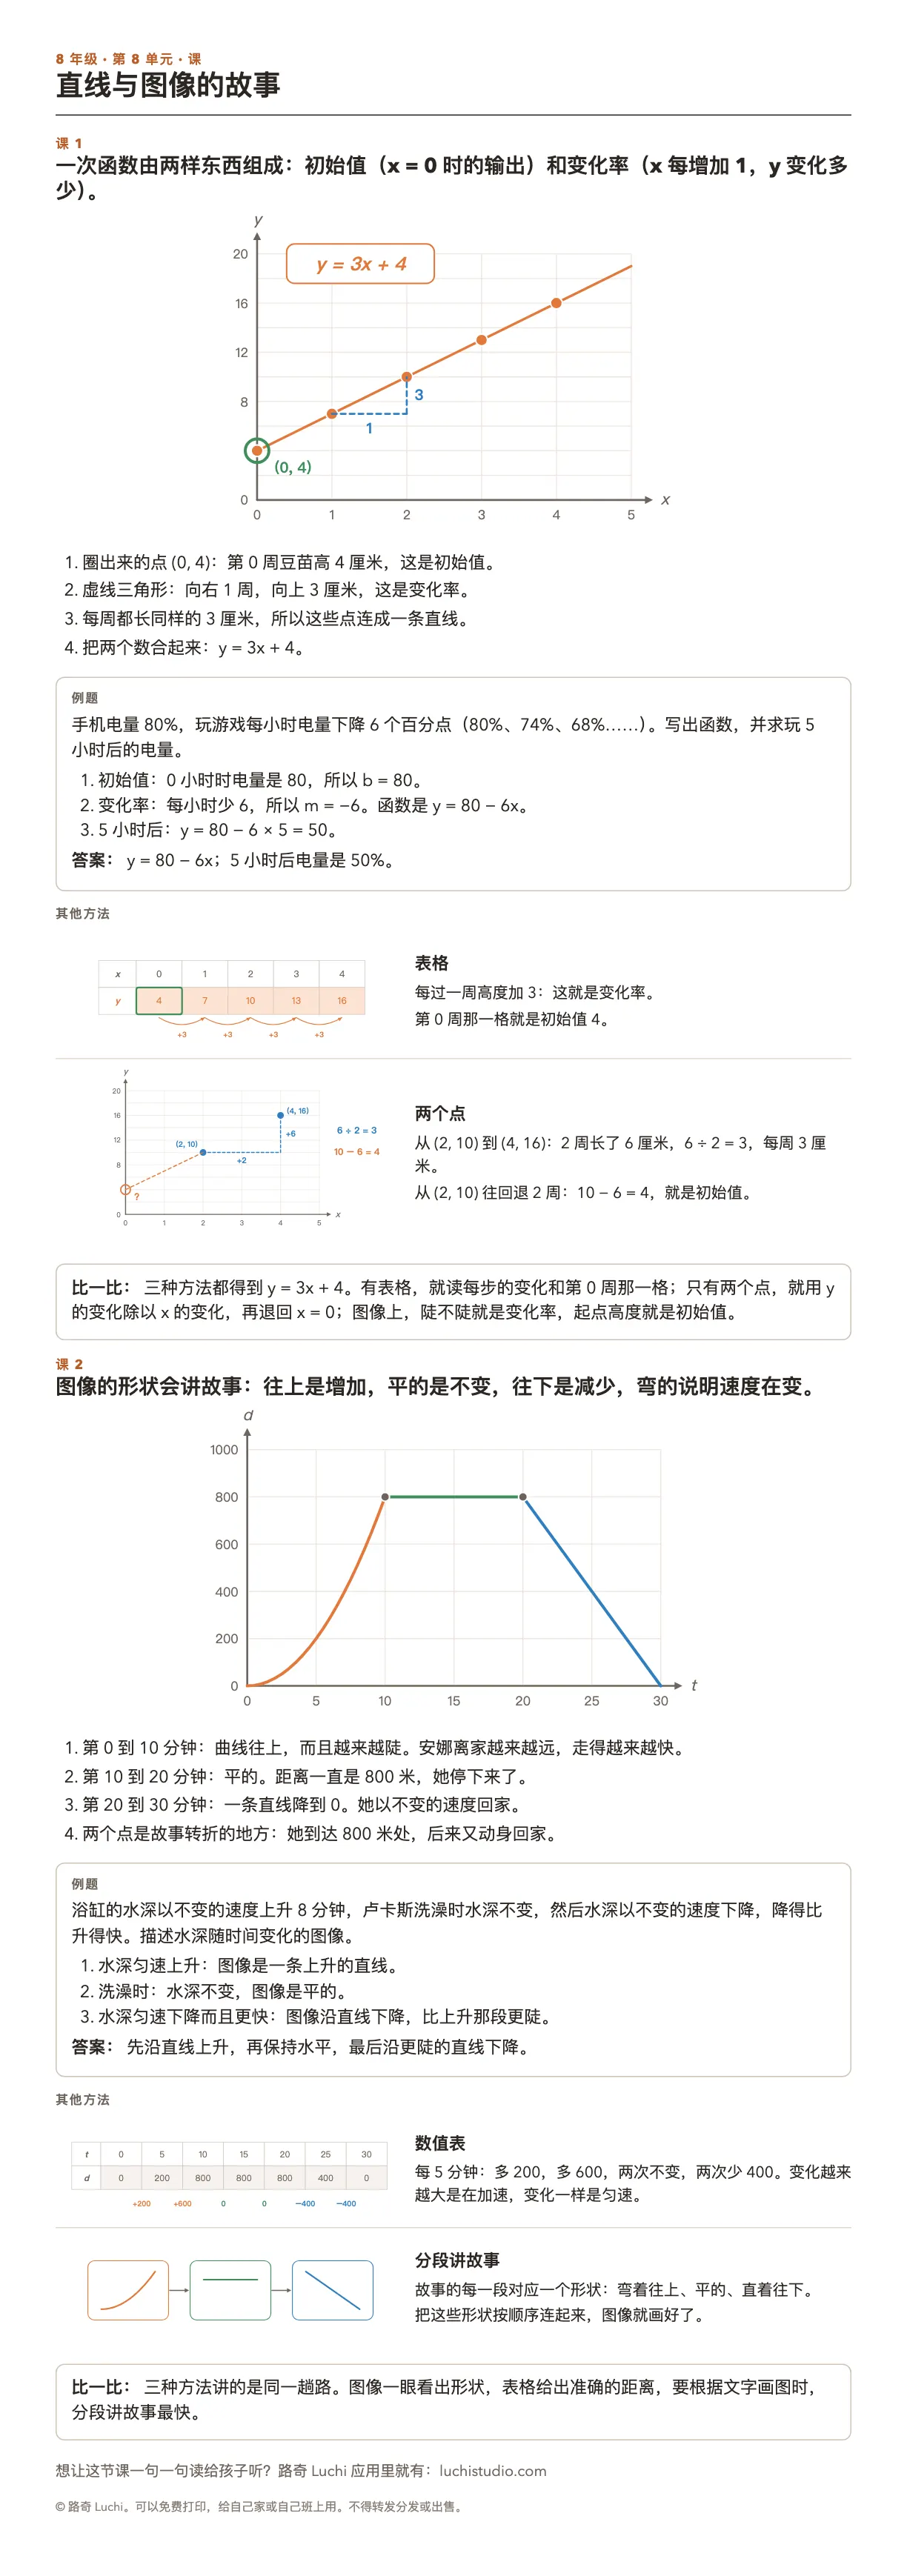 8 年级 · 第 8 单元 · 课
直线与图像的故事
课 1
一次函数由两样东西组成：初始值（x = 0 时的输出）和变化率（x 每增加 1，y 变化多
少）。
y
y = 3x + 4
20
16
12
8
0
3
1
(0, 4)
x
0 1 2 3 4 5
1. 圈出来的点 (0, 4)：第 0 周豆苗高 4 厘米，这是初始值。
2. 虚线三角形：向右 1 周，向上 3 厘米，这是变化率。
3. 每周都长同样的 3 厘米，所以这些点连成一条直线。
4. 把两个数合起来：y = 3x + 4。
例题
手机电量 80%，玩游戏每小时电量下降 6 个百分点（80%、74%、68%……）。写出函数，并求玩 5
小时后的电量。
1. 初始值：0 小时时电量是 80，所以 b = 80。
2. 变化率：每小时少 6，所以 m = −6。函数是 y = 80 − 6x。
3. 5 小时后：y = 80 − 6 × 5 = 50。
答案： y = 80 − 6x；5 小时后电量是 50%。
其他方法
x 0 1 2 3 4
y 4 7 10 13 16
+3 +3 +3 +3
表格
每过一周高度加 3：这就是变化率。
第 0 周那一格就是初始值 4。
y
20
16
12
8
0
(4, 16)
(2, 10)
+6
+2
?
6 ÷ 2 = 3
10 − 6 = 4
x
0 1 2 3 4 5
两个点
从 (2, 10) 到 (4, 16)：2 周长了 6 厘米，6 ÷ 2 = 3，每周 3 厘
米。
从 (2, 10) 往回退 2 周：10 − 6 = 4，就是初始值。
比一比： 三种方法都得到 y = 3x + 4。有表格，就读每步的变化和第 0 周那一格；只有两个点，就用 y
的变化除以 x 的变化，再退回 x = 0；图像上，陡不陡就是变化率，起点高度就是初始值。
课 2
图像的形状会讲故事：往上是增加，平的是不变，往下是减少，弯的说明速度在变。
d
1000
800
600
400
200
0
t
0 5 10 15 20 25 30
1. 第 0 到 10 分钟：曲线往上，而且越来越陡。安娜离家越来越远，走得越来越快。
2. 第 10 到 20 分钟：平的。距离一直是 800 米，她停下来了。
3. 第 20 到 30 分钟：一条直线降到 0。她以不变的速度回家。
4. 两个点是故事转折的地方：她到达 800 米处，后来又动身回家。
例题
浴缸的水深以不变的速度上升 8 分钟，卢卡斯洗澡时水深不变，然后水深以不变的速度下降，降得比
升得快。描述水深随时间变化的图像。
1. 水深匀速上升：图像是一条上升的直线。
2. 洗澡时：水深不变，图像是平的。
3. 水深匀速下降而且更快：图像沿直线下降，比上升那段更陡。
答案： 先沿直线上升，再保持水平，最后沿更陡的直线下降。
其他方法
t 0 5 10 15 20 25 30
d 0 200 800 800 800 400 0
+200 +600 0 0 −400 −400
数值表
每 5 分钟：多 200，多 600，两次不变，两次少 400。变化越来
越大是在加速，变化一样是匀速。
分段讲故事
故事的每一段对应一个形状：弯着往上、平的、直着往下。
把这些形状按顺序连起来，图像就画好了。
比一比： 三种方法讲的是同一趟路。图像一眼看出形状，表格给出准确的距离，要根据文字画图时，
分段讲故事最快。
想让这节课一句一句读给孩子听？路奇 Luchi 应用里就有：luchistudio.com
© 路奇 Luchi。可以免费打印，给自己家或自己班上用。不得转发分发或出售。